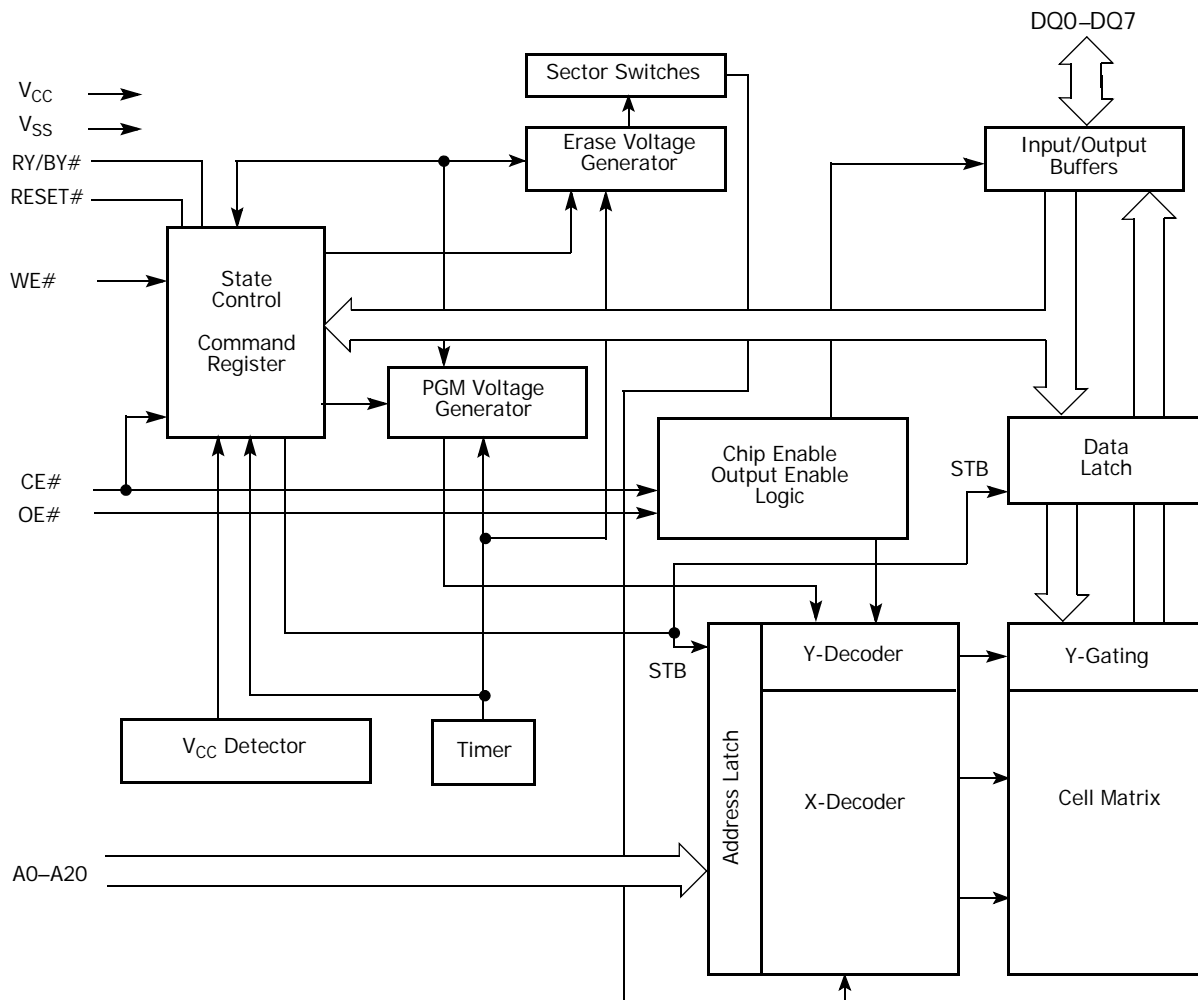 DQ0–DQ7
Sector Switches
V_CC
V_SS
RY/BY#
RESET#
Erase Voltage
Generator
Input/Output
Buffers
WE#
State
Control
Command
Register
PGM Voltage
Generator
CE#
OE#
Chip Enable
Output Enable
Logic
STB
Data
Latch
STB
Y-Decoder
Y-Gating
V_CC Detector
Timer
Address Latch
X-Decoder
Cell Matrix
A0–A20